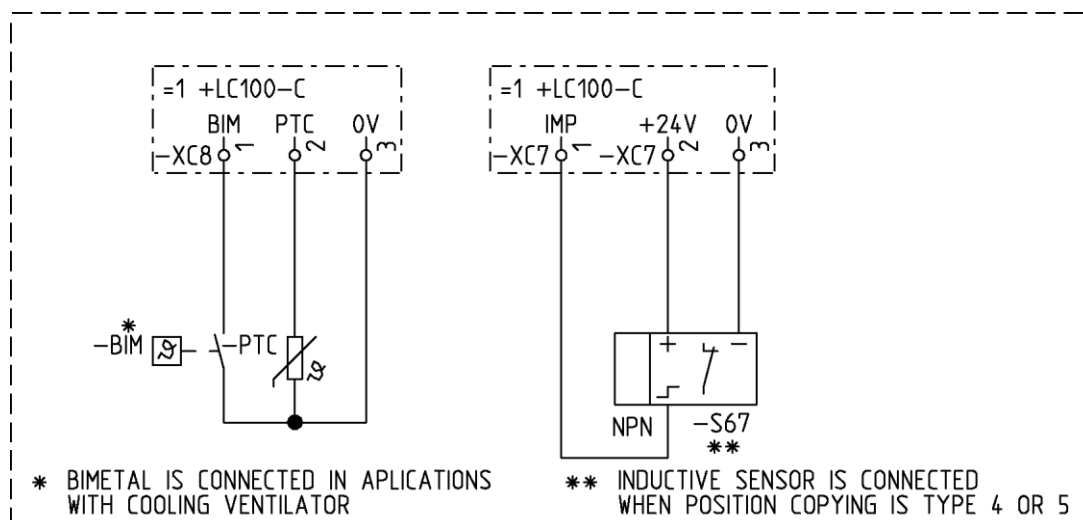 =1 +LC100-C
BIM PTC 0V
-XC8 1 2 3
-BIM * -PTC
* BIMETAL IS CONNECTED IN APLICATIONS
WITH COOLING VENTILATOR
=1 +LC100-C
IMP +24V 0V
-XC7 1 -XC7 2 3
+ -
NPN -S67
**
** INDUCTIVE SENSOR IS CONNECTED
WHEN POSITION COPYING IS TYPE 4 OR 5